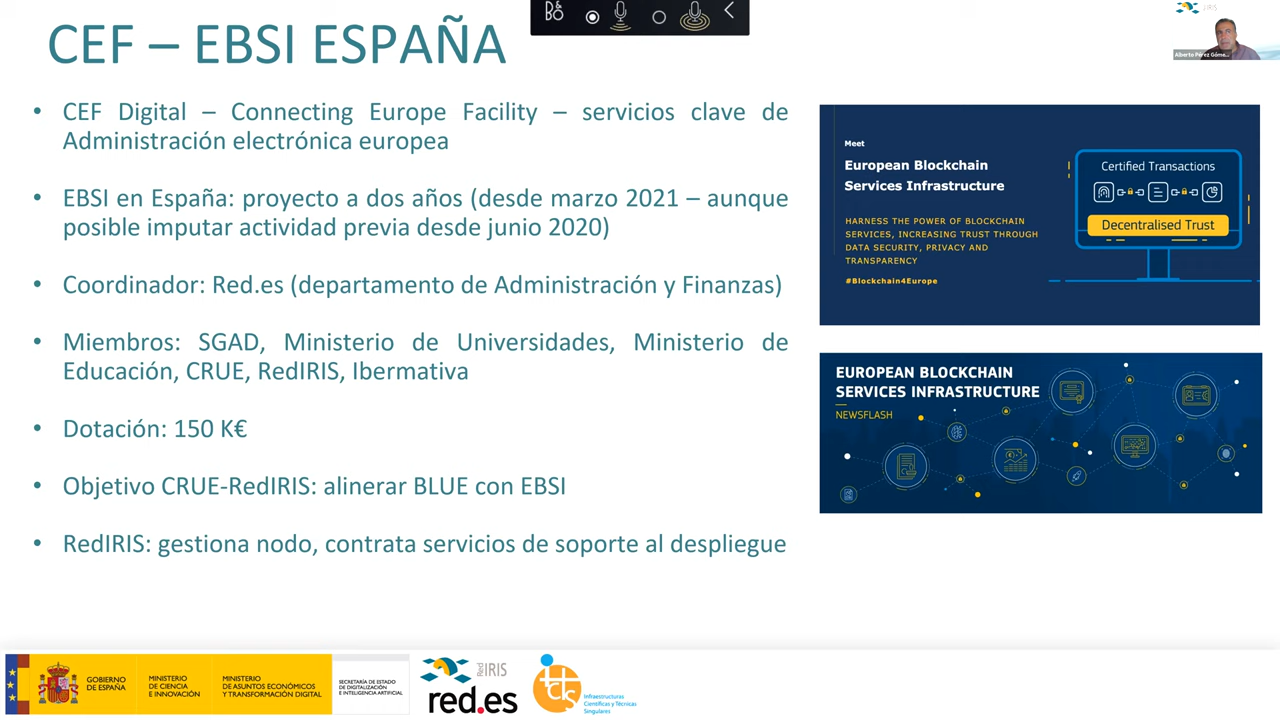 CEF – EBSI ESPAÑA
• CEF Digital – Connecting Europe Facility – servicios clave de
Administración electrónica europea
• EBSI en España: proyecto a dos años (desde marzo 2021 – aunque
posible imputar actividad previa desde junio 2020)
• Coordinador: Red.es (departamento de Administración y Finanzas)
• Miembros: SGAD, Ministerio de Universidades, Ministerio de
Educación, CRUE, RedIRIS, Ibermativa
• Dotación: 150 K€
• Objetivo CRUE-RedIRIS: alinerar BLUE con EBSI
• RedIRIS: gestiona nodo, contrata servicios de soporte al despliegue
Alberto Pérez Góme...
Meet
European Blockchain
Services Infrastructure
HARNESS THE POWER OF BLOCKCHAIN
SERVICES, INCREASING TRUST THROUGH
DATA SECURITY, PRIVACY AND
TRANSPARENCY
#Blockchain4Europe
Certified Transactions
Decentralised Trust
EUROPEAN BLOCKCHAIN
SERVICES INFRASTRUCTURE
NEWSFLASH
GOBIERNO
DE ESPAÑA
MINISTERIO
DE CIENCIA
E INNOVACIÓN
MINISTERIO
DE ASUNTOS ECONÓMICOS
Y TRANSFORMACIÓN DIGITAL
SECRETARÍA DE ESTADO
DE DIGITALIZACIÓN
E INTELIGENCIA ARTIFICIAL
Red IRIS
red.es
Infraestructuras
Científicas y Técnicas
Singulares